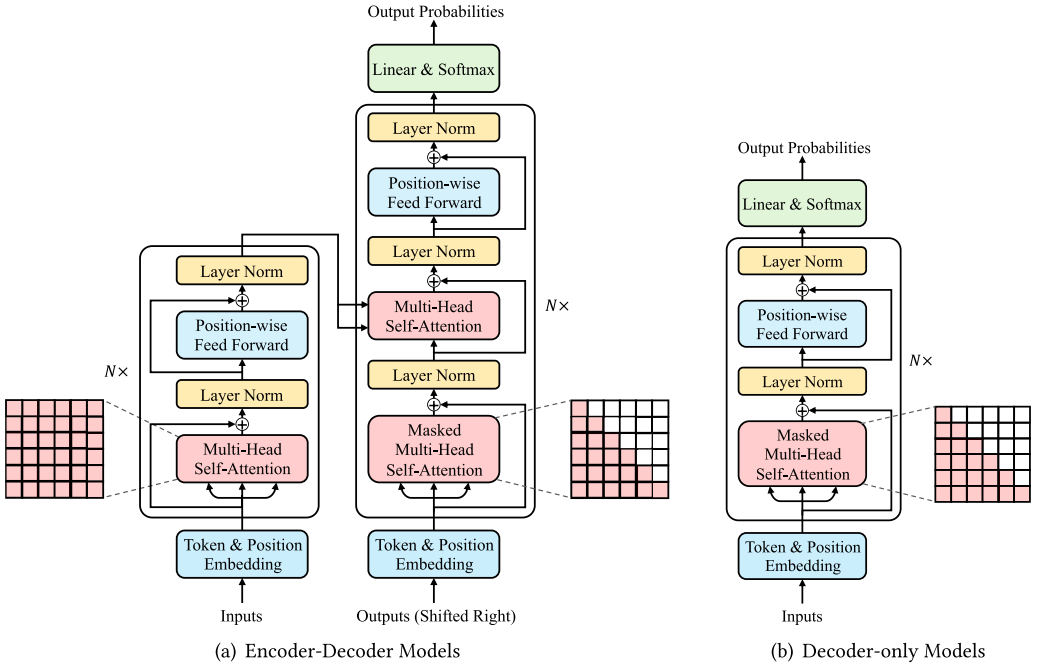 Output Probabilities
Linear & Softmax
Layer Norm
Position-wise
Feed Forward
Layer Norm
Multi-Head
Self-Attention
Layer Norm
Masked
Multi-Head
Self-Attention
Token & Position
Embedding
Outputs (Shifted Right)
N×
Layer Norm
Position-wise
Feed Forward
Layer Norm
Multi-Head
Self-Attention
Token & Position
Embedding
Inputs
N×
(a) Encoder-Decoder Models
Output Probabilities
Linear & Softmax
Layer Norm
Position-wise
Feed Forward
Layer Norm
Masked
Multi-Head
Self-Attention
Token & Position
Embedding
Inputs
N×
(b) Decoder-only Models